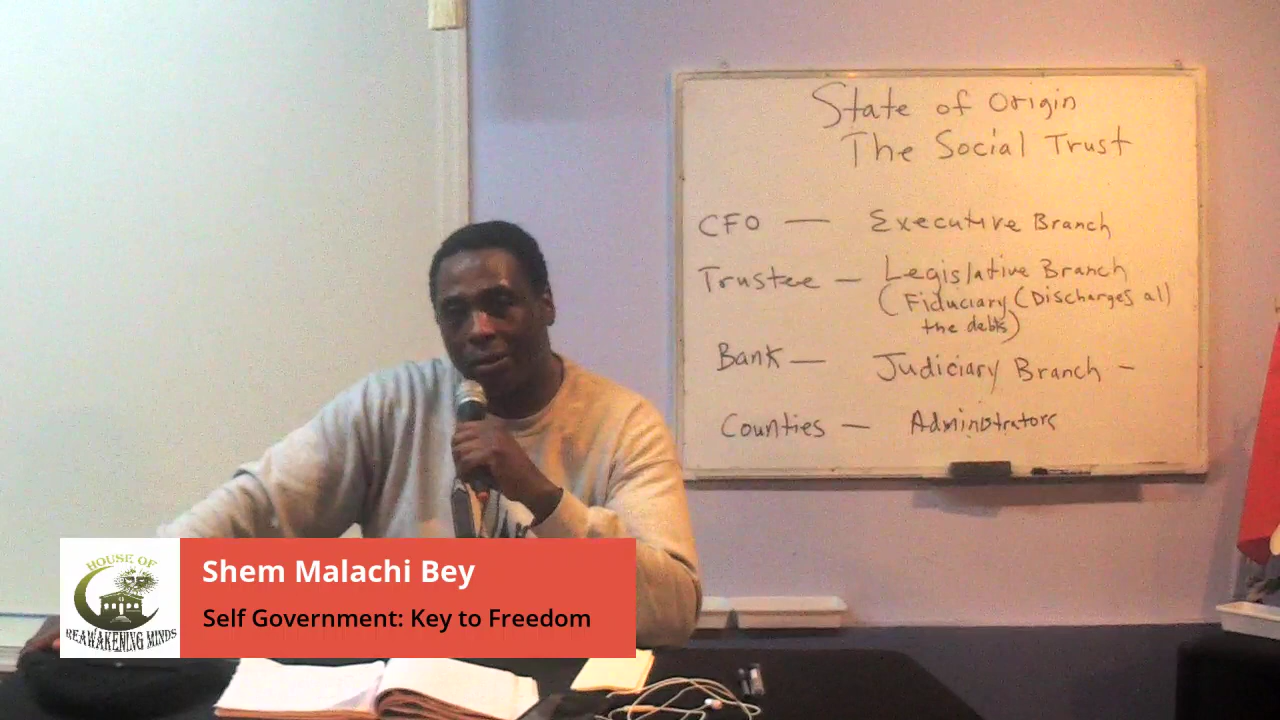 State of Origin
The Social Trust
CFO — Executive Branch
Trustee — Legislative Branch
(Fiduciary (Discharges all
the debts)
Bank — Judiciary Branch -
Counties — Administrators
HOUSE OF
REAWAKENING MINDS
Shem Malachi Bey
Self Government: Key to Freedom